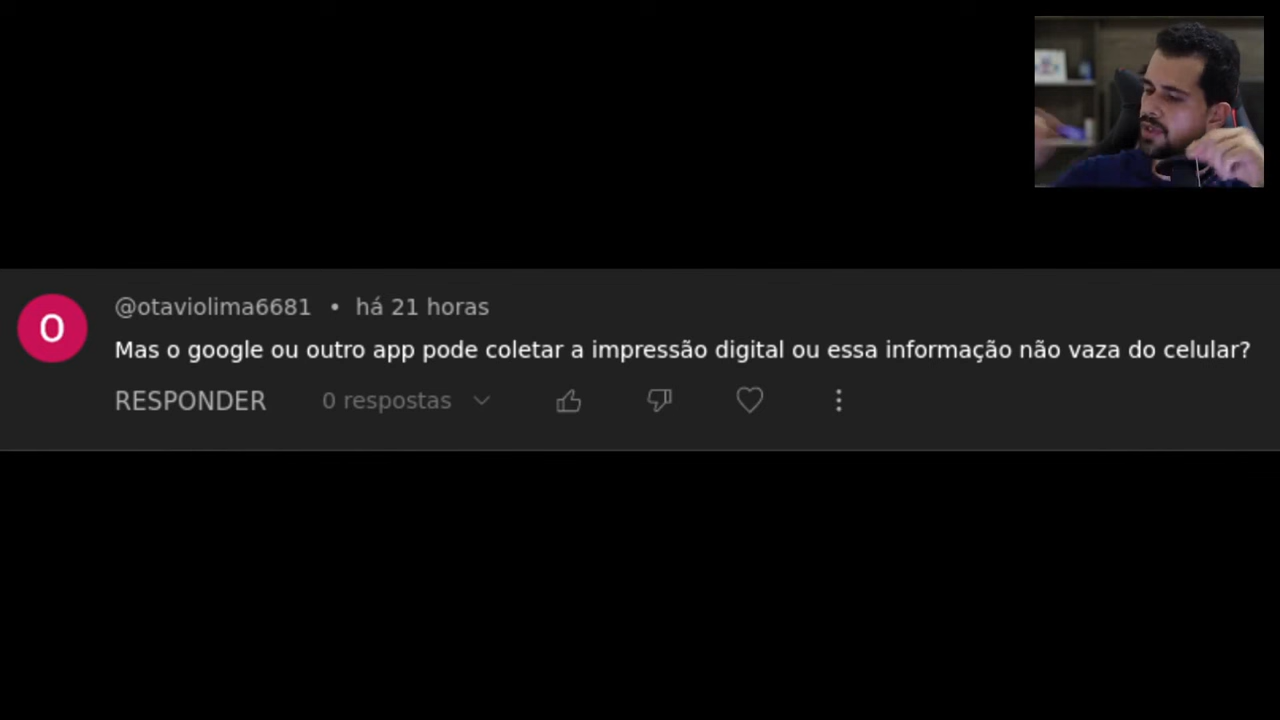 O
@otaviolima6681 • há 21 horas
Mas o google ou outro app pode coletar a impressão digital ou essa informação não vaza do celular?
RESPONDER 0 respostas